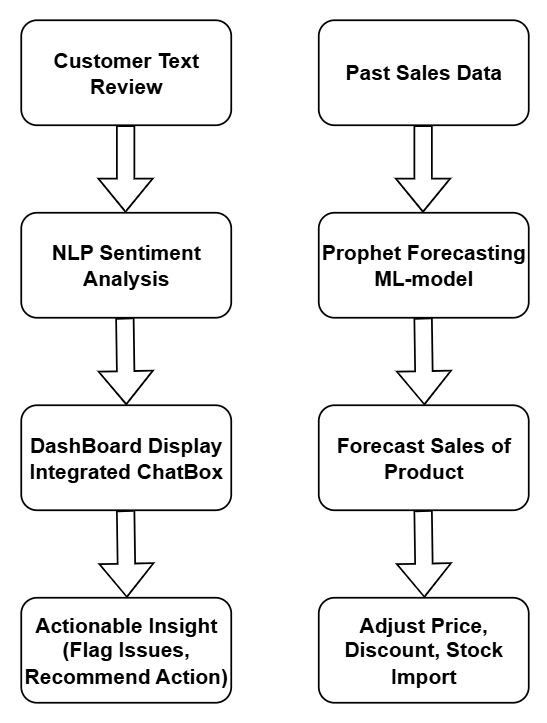 Customer Text
Review
NLP Sentiment
Analysis
DashBoard Display
Integrated ChatBox
Actionable Insight
(Flag Issues,
Recommend Action)
Past Sales Data
Prophet Forecasting
ML-model
Forecast Sales of
Product
Adjust Price,
Discount, Stock
Import